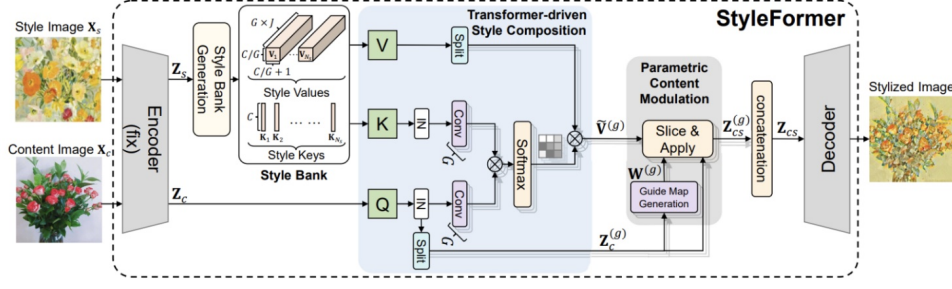 StyleFormer
Style Image X_s
Content Image X_c
Encoder
(fix)
Z_s
Z_c
Style Bank
Generation
G × J
C/G
C/G + 1
V_1 ... V_{N_s}
Style Values
C
K_1 K_2 ... ... K_{N_s}
Style Keys
Style Bank
Transformer-driven
Style Composition
V
Split
K
IN
Conv
G
Q
IN
Conv
G
Split
Softmax
Ṽ^(g)
Parametric
Content
Modulation
Slice &
Apply
W^(g)
Guide Map
Generation
Z_c^(g)
Z_cs^(g)
concatenation
Z_cs
Decoder
Stylized Image